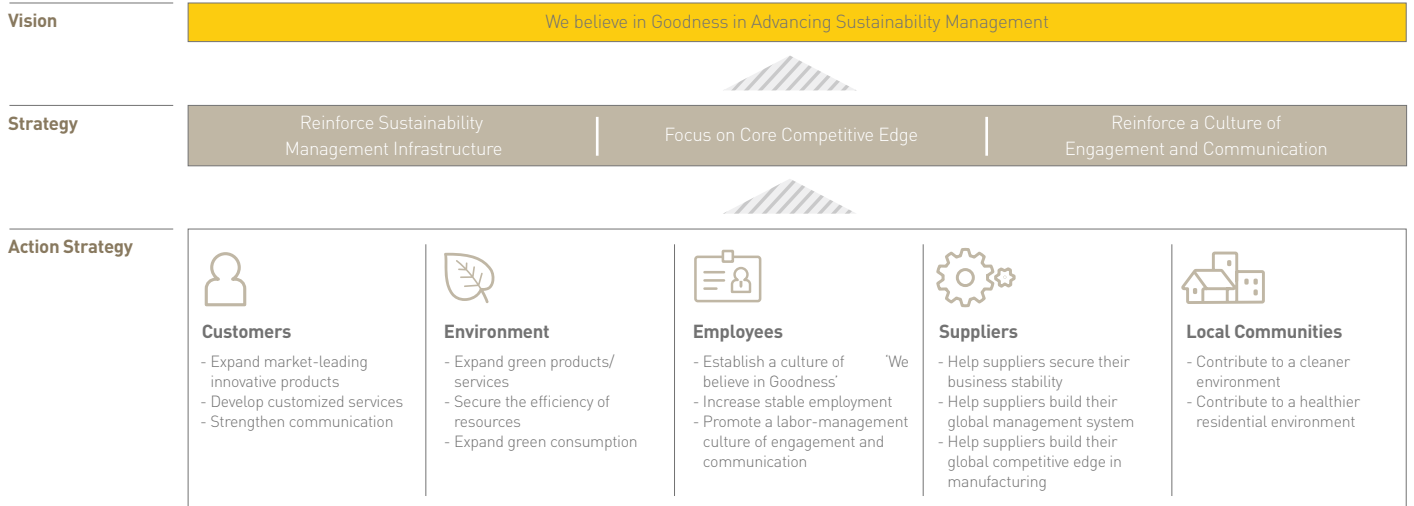 Vision
We believe in Goodness in Advancing Sustainability Management
Strategy
Reinforce Sustainability
Management Infrastructure
Focus on Core Competitive Edge
Reinforce a Culture of
Engagement and Communication
Action Strategy
Customers
- Expand market-leading
innovative products
- Develop customized services
- Strengthen communication
Environment
- Expand green products/
services
- Secure the efficiency of
resources
- Expand green consumption
Employees
- Establish a culture of 'We
believe in Goodness'
- Increase stable employment
- Promote a labor-management
culture of engagement and
communication
Suppliers
- Help suppliers secure their
business stability
- Help suppliers build their
global management system
- Help suppliers build their
global competitive edge in
manufacturing
Local Communities
- Contribute to a cleaner
environment
- Contribute to a healthier
residential environment